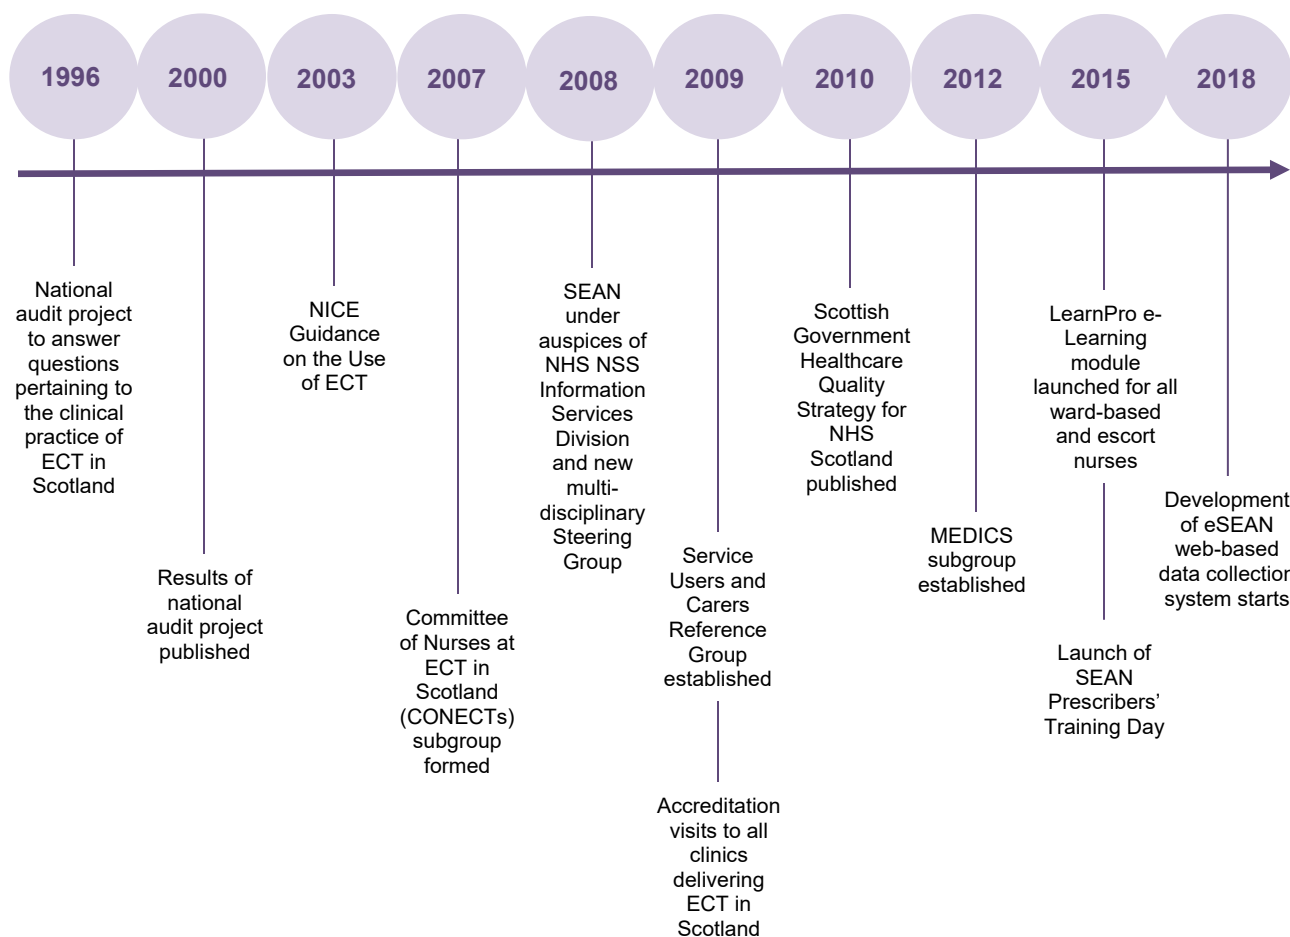 1996
2000
2003
2007
2008
2009
2010
2012
2015
2018
National
audit project
to answer
questions
pertaining to
the clinical
practice of
ECT in
Scotland
Results of
national
audit project
published
NICE
Guidance
on the Use
of ECT
Committee
of Nurses at
ECT in
Scotland
(CONECTs)
subgroup
formed
SEAN
under
auspices of
NHS NSS
Information
Services
Division
and new
multi-
disciplinary
Steering
Group
Service
Users and
Carers
Reference
Group
established
Accreditation
visits to all
clinics
delivering
ECT in
Scotland
Scottish
Government
Healthcare
Quality
Strategy for
NHS
Scotland
published
MEDICS
subgroup
established
LearnPro e-
Learning
module
launched for all
ward-based
and escort
nurses
Launch of
SEAN
Prescribers’
Training Day
Development
of eSEAN
web-based
data collection
system starts